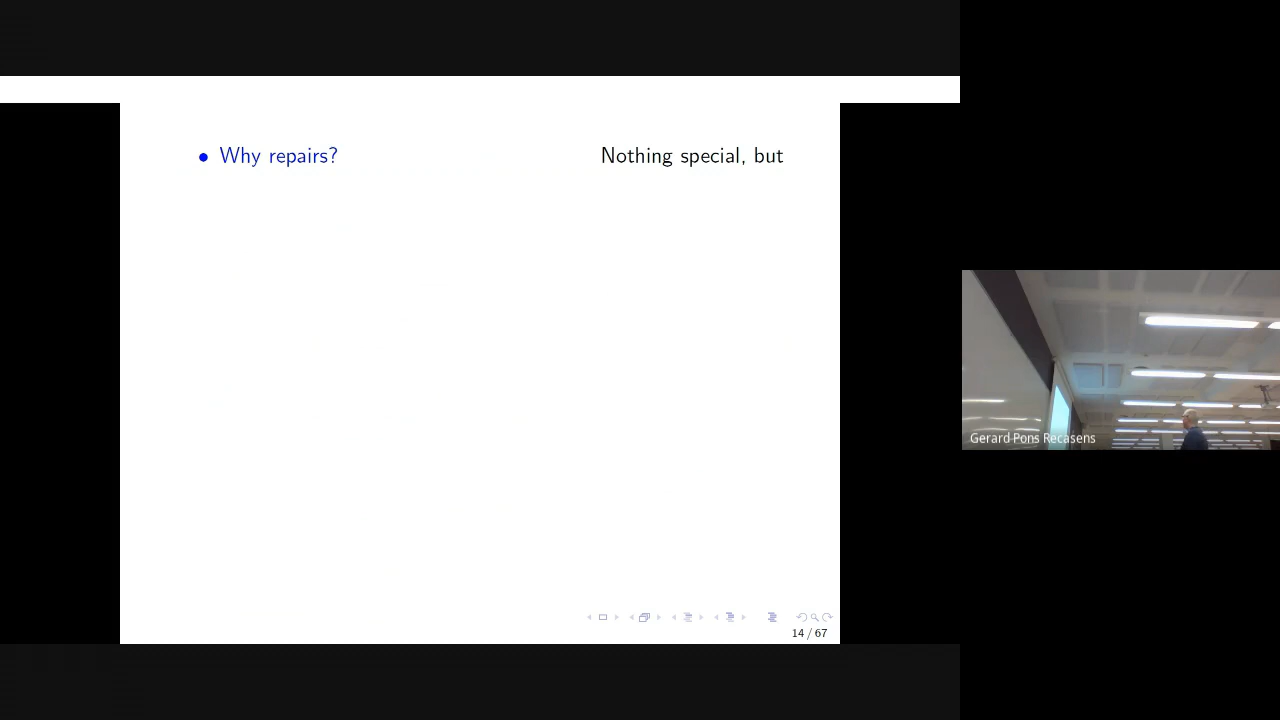 • Why repairs? Nothing special, but
14 / 67
Gerard Pons Recasens